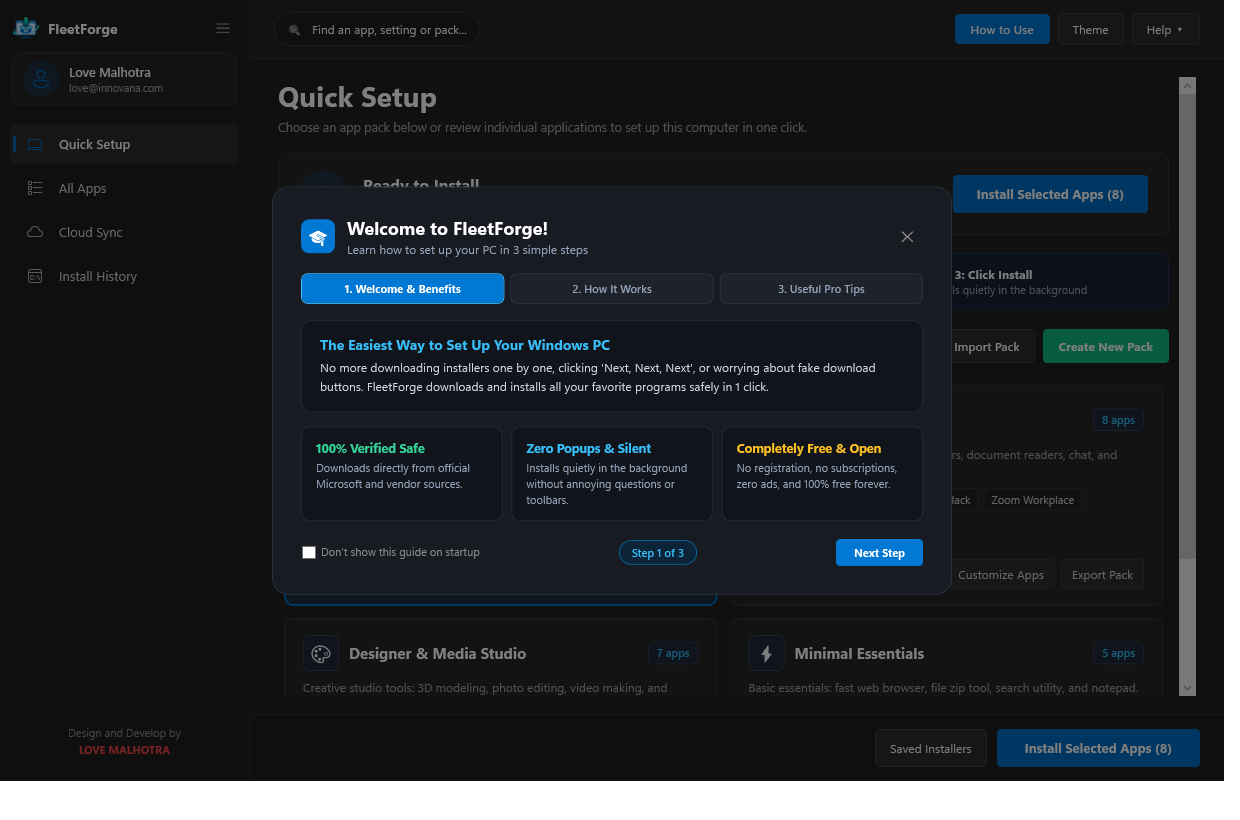 FleetForge
Find an app, setting or pack...
How to Use
Theme
Help
Love Malhotra
love@innovana.com
Quick Setup
All Apps
Cloud Sync
Install History
Design and Develop by
LOVE MALHOTRA
Quick Setup
Choose an app pack below or review individual applications to set up this computer in one click.
Ready to Install
Install Selected Apps (8)
3: Click Install
quietly in the background
Import Pack
Create New Pack
8 apps
document readers, chat, and
Zoom Workplace
Customize Apps
Export Pack
Welcome to FleetForge!
Learn how to set up your PC in 3 simple steps
1. Welcome & Benefits
2. How It Works
3. Useful Pro Tips
The Easiest Way to Set Up Your Windows PC
No more downloading installers one by one, clicking 'Next, Next, Next', or worrying about fake download
buttons. FleetForge downloads and installs all your favorite programs safely in 1 click.
100% Verified Safe
Downloads directly from official
Microsoft and vendor sources.
Zero Popups & Silent
Installs quietly in the background
without annoying questions or
toolbars.
Completely Free & Open
No registration, no subscriptions,
zero ads, and 100% free forever.
Don't show this guide on startup
Step 1 of 3
Next Step
Designer & Media Studio
7 apps
Creative studio tools: 3D modeling, photo editing, video making, and
Minimal Essentials
5 apps
Basic essentials: fast web browser, file zip tool, search utility, and notepad.
Saved Installers
Install Selected Apps (8)